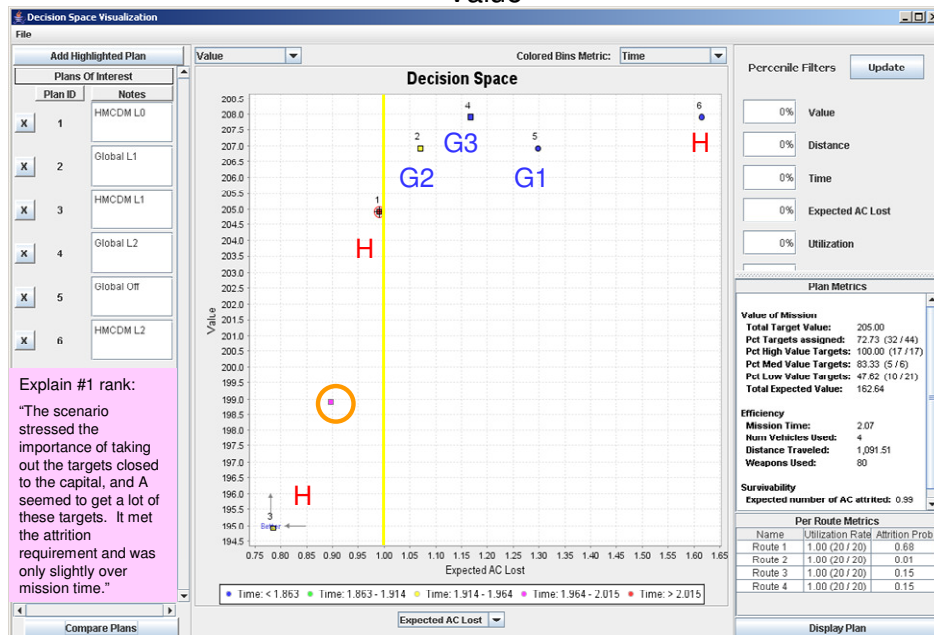 Value
Decision Space Visualization
File
Add Highlighted Plan
Plans Of Interest
Plan ID Notes
X 1 HMCDM L0
X 2 Global L1
X 3 HMCDM L1
X 4 Global L2
X 5 Global Off
X 6 HMCDM L2
Explain #1 rank:
“The scenario
stressed the
importance of taking
out the targets closed
to the capital, and A
seemed to get a lot of
these targets. It met
the attrition
requirement and was
only slightly over
mission time.”
Compare Plans
Value
Colored Bins Metric: Time
Decision Space
200.5
208.0
207.5
207.0
206.5
206.0
205.5
205.0
204.5
204.0
203.5
203.0
202.5
202.0
201.5
201.0
200.5
200.0
199.5
199.0
198.5
198.0
197.5
197.0
196.5
196.0
195.5
195.0
194.5
Value
4
6
2
G3
5
H
G2
G1
1
H
H
3
0.75 0.80 0.85 0.90 0.95 1.00 1.05 1.10 1.15 1.20 1.25 1.30 1.35 1.40 1.45 1.50 1.55 1.60 1.65
Expected AC Lost
Time: < 1.863 Time: 1.863 - 1.914 Time: 1.914 - 1.964 Time: 1.964 - 2.015 Time: > 2.015
Expected AC Lost
Percenile Filters Update
0% Value
0% Distance
0% Time
0% Expected AC Lost
0% Utilization
Plan Metrics
Value of Mission
Total Target Value: 205.00
Pct Targets assigned: 72.73 (32 / 44)
Pct High Value Targets: 100.00 (17 / 17)
Pct Med Value Targets: 83.33 (5 / 6)
Pct Low Value Targets: 47.62 (10 / 21)
Total Expected Value: 162.64
Efficiency
Mission Time: 2.07
Num Vehicles Used: 4
Distance Traveled: 1,091.51
Weapons Used: 80
Survivability
Expected number of AC attrited: 0.99
Per Route Metrics
Name Utilization Rate Attrition Prob
Route 1 1.00 (20 / 20) 0.68
Route 2 1.00 (20 / 20) 0.01
Route 3 1.00 (20 / 20) 0.15
Route 4 1.00 (20 / 20) 0.15
Display Plan